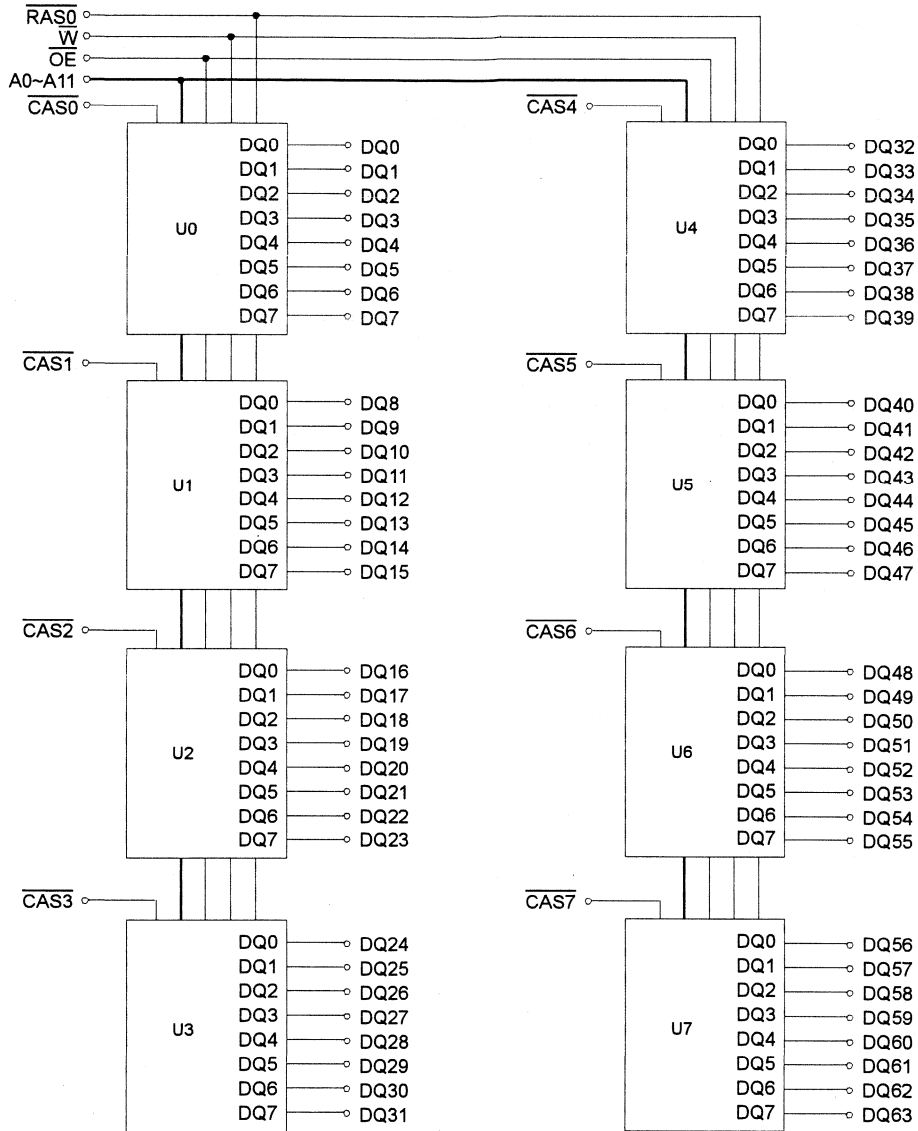 RAS0
W
OE
A0~A11
CAS0
DQ0 DQ0
DQ1 DQ1
DQ2 DQ2
DQ3 DQ3
U0
DQ4 DQ4
DQ5 DQ5
DQ6 DQ6
DQ7 DQ7
CAS1
DQ0 DQ8
DQ1 DQ9
DQ2 DQ10
DQ3 DQ11
U1
DQ4 DQ12
DQ5 DQ13
DQ6 DQ14
DQ7 DQ15
CAS2
DQ0 DQ16
DQ1 DQ17
DQ2 DQ18
DQ3 DQ19
U2
DQ4 DQ20
DQ5 DQ21
DQ6 DQ22
DQ7 DQ23
CAS3
DQ0 DQ24
DQ1 DQ25
DQ2 DQ26
DQ3 DQ27
U3
DQ4 DQ28
DQ5 DQ29
DQ6 DQ30
DQ7 DQ31
CAS4
DQ0 DQ32
DQ1 DQ33
DQ2 DQ34
DQ3 DQ35
U4
DQ4 DQ36
DQ5 DQ37
DQ6 DQ38
DQ7 DQ39
CAS5
DQ0 DQ40
DQ1 DQ41
DQ2 DQ42
DQ3 DQ43
U5
DQ4 DQ44
DQ5 DQ45
DQ6 DQ46
DQ7 DQ47
CAS6
DQ0 DQ48
DQ1 DQ49
DQ2 DQ50
DQ3 DQ51
U6
DQ4 DQ52
DQ5 DQ53
DQ6 DQ54
DQ7 DQ55
CAS7
DQ0 DQ56
DQ1 DQ57
DQ2 DQ58
DQ3 DQ59
U7
DQ4 DQ60
DQ5 DQ61
DQ6 DQ62
DQ7 DQ63